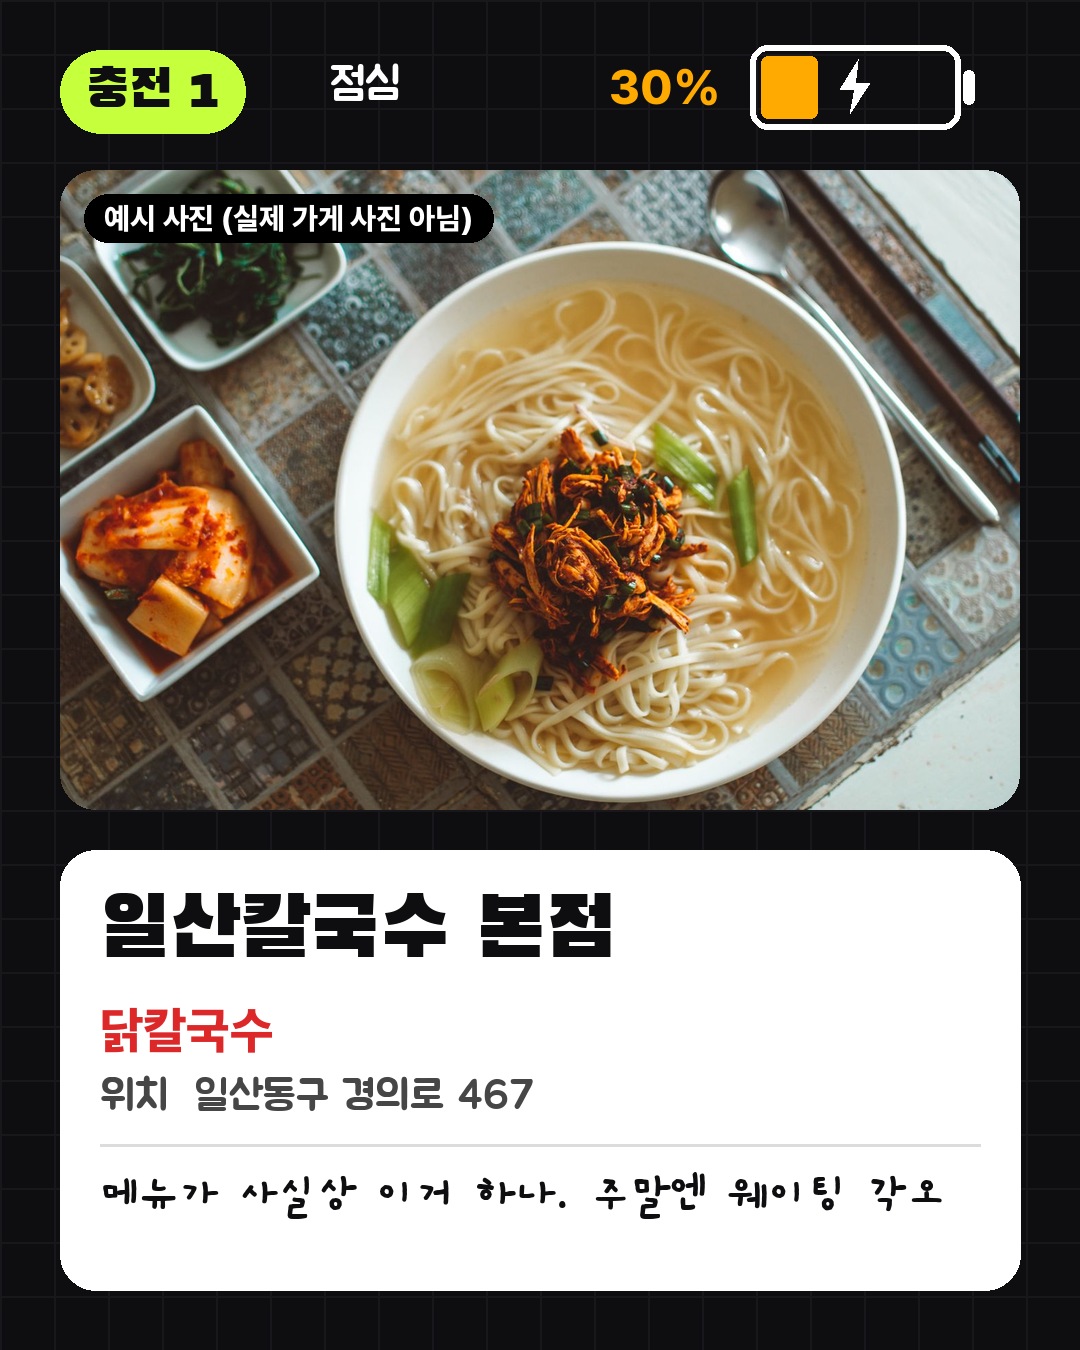 충전 1
점심
30%
예시 사진 (실제 가게 사진 아님)
일산칼국수 본점
닭칼국수
위치 일산동구 경의로 467
메뉴가 사실상 이거 하나. 주말엔 웨이팅 각오